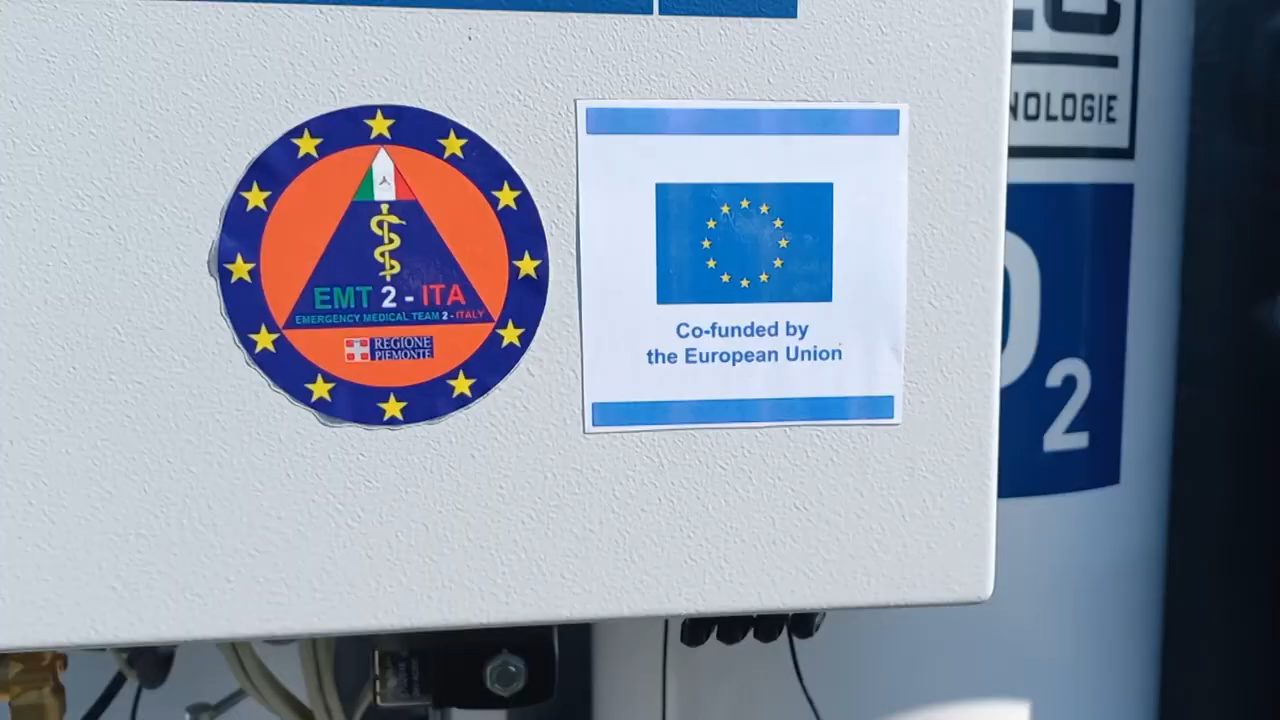 EMT 2 - ITA
EMERGENCY MEDICAL TEAM 2 - ITALY
REGIONE
PIEMONTE
Co-funded by
the European Union
NOLOGIE
2